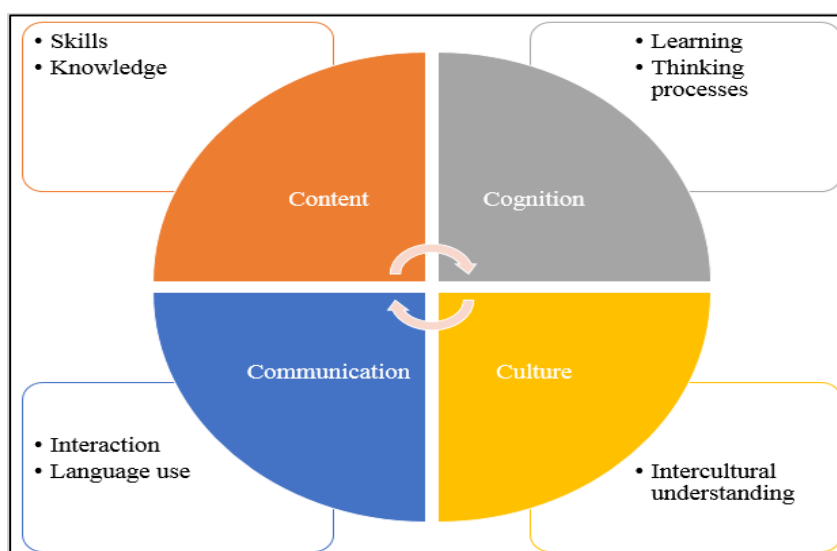 • Skills
• Knowledge
• Learning
• Thinking
processes
Content
Cognition
Communication
Culture
• Interaction
• Language use
• Intercultural
understanding